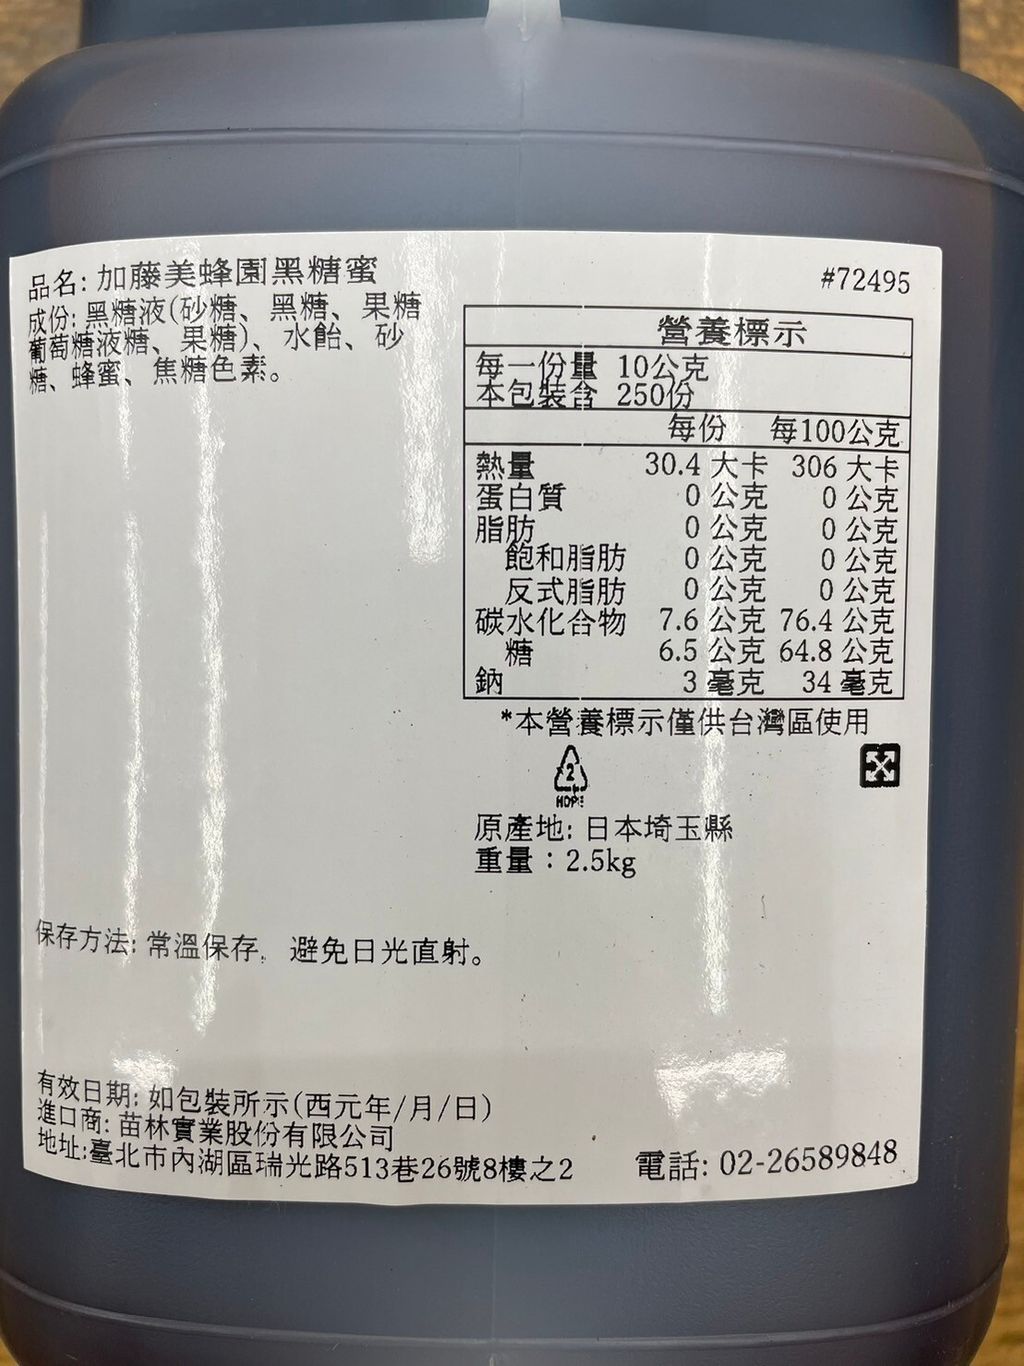 品名: 加藤美蜂園黑糖蜜
#72495
成份: 黑糖液(砂糖、黑糖、果糖
葡萄糖液糖、果糖)、水飴、砂
糖、蜂蜜、焦糖色素。
營養標示
每一份量 10公克
本包裝含 250份
每份 每100公克
熱量 30.4 大卡 306 大卡
蛋白質 0 公克 0 公克
脂肪 0 公克 0 公克
飽和脂肪 0 公克 0 公克
反式脂肪 0 公克 0 公克
碳水化合物 7.6 公克 76.4 公克
糖 6.5 公克 64.8 公克
鈉 3 毫克 34 毫克
*本營養標示僅供台灣區使用
2
HDPE
原產地: 日本埼玉縣
重量：2.5kg
保存方法: 常溫保存, 避免日光直射。
有效日期: 如包裝所示(西元年/月/日)
進口商: 苗林實業股份有限公司
地址:臺北市內湖區瑞光路513巷26號8樓之2
電話: 02-26589848